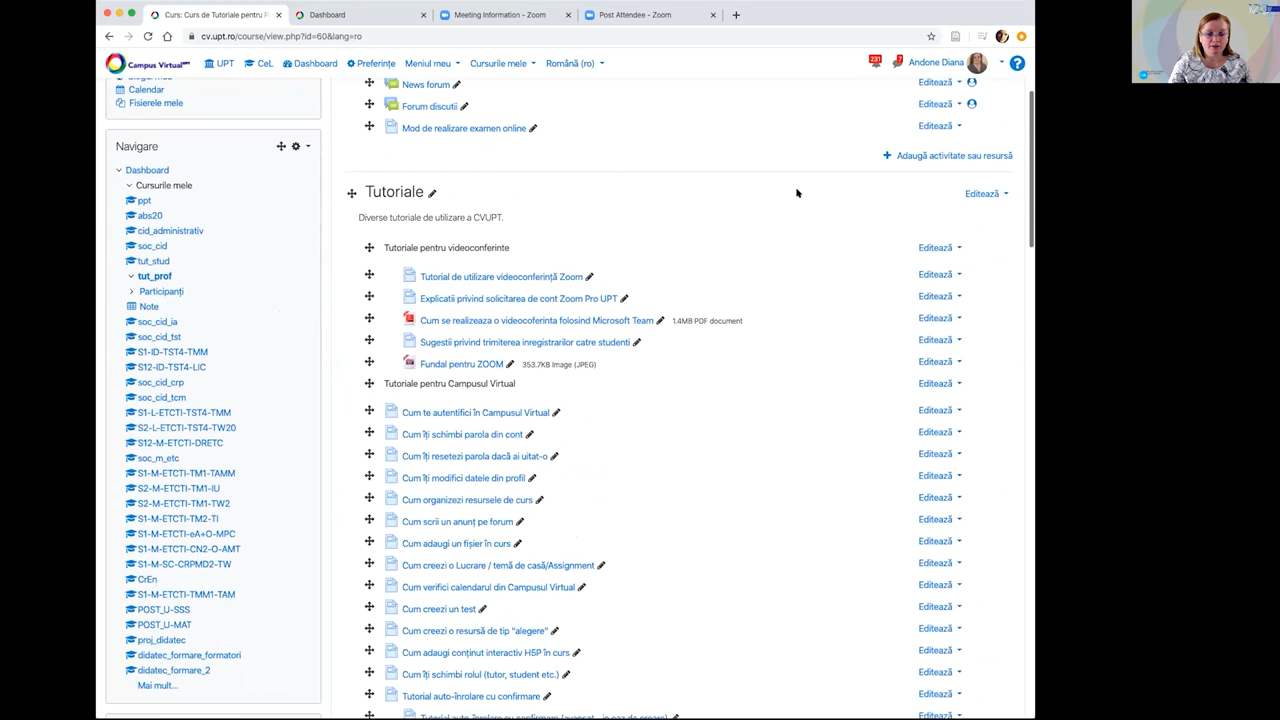 Curs: Curs de Tutoriale pentru P
Dashboard
Meeting Information - Zoom
Post Attendee - Zoom
cv.upt.ro/course/view.php?id=60&lang=ro
Campus Virtual UPT
UPT
CeL
Dashboard
Preferințe
Meniul meu
Cursurile mele
Română (ro)
231
7
Andone Diana
Calendar
Fisierele mele
Navigare
Dashboard
Cursurile mele
ppt
abs20
cid_administrativ
soc_cid
tut_stud
tut_prof
Participanți
Note
soc_cid_ia
soc_cid_tst
S1-ID-TST4-TMM
S12-ID-TST4-LIC
soc_cid_crp
soc_cid_tcm
S1-L-ETCTI-TST4-TMM
S2-L-ETCTI-TST4-TW20
S12-M-ETCTI-DRETC
soc_m_etc
S1-M-ETCTI-TM1-TAMM
S2-M-ETCTI-TM1-IU
S2-M-ETCTI-TM1-TW2
S1-M-ETCTI-TM2-TI
S1-M-ETCTI-eA+O-MPC
S1-M-ETCTI-CN2-O-AMT
S1-M-SC-CRPMD2-TW
CrEn
S1-M-ETCTI-TMM1-TAM
POST_U-SSS
POST_U-MAT
proj_didatec
didatec_formare_formatori
didatec_formare_2
Mai mult...
News forum
Editează
Forum discutii
Editează
Mod de realizare examen online
Editează
Adaugă activitate sau resursă
Tutoriale
Editează
Diverse tutoriale de utilizare a CVUPT.
Tutoriale pentru videoconferinte
Editează
Tutorial de utilizare videoconferință Zoom
Editează
Explicatii privind solicitarea de cont Zoom Pro UPT
Editează
Cum se realizeaza o videoconferinta folosind Microsoft Team 1.4MB PDF document
Editează
Sugestii privind trimiterea inregistrarilor catre studenti
Editează
Fundal pentru ZOOM 353.7KB Image (JPEG)
Editează
Tutoriale pentru Campusul Virtual
Editează
Cum te autentifici în Campusul Virtual
Editează
Cum îți schimbi parola din cont
Editează
Cum îți resetezi parola dacă ai uitat-o
Editează
Cum îți modifici datele din profil
Editează
Cum organizezi resursele de curs
Editează
Cum scrii un anunț pe forum
Editează
Cum adaugi un fișier în curs
Editează
Cum creezi o Lucrare / temă de casă/Assignment
Editează
Cum verifici calendarul din Campusul Virtual
Editează
Cum creezi un test
Editează
Cum creezi o resursă de tip "alegere"
Editează
Cum adaugi conținut interactiv H5P în curs
Editează
Cum îți schimbi rolul (tutor, student etc.)
Editează
Tutorial auto-înrolare cu confirmare
Editează